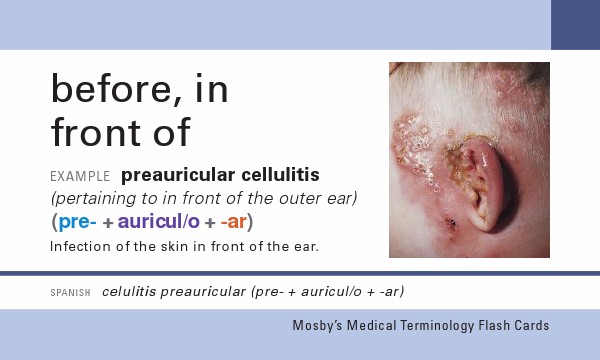 before, in
front of
EXAMPLE preauricular cellulitis
(pertaining to in front of the outer ear)
(pre- + auricul/o + -ar)
Infection of the skin in front of the ear.
SPANISH celulitis preauricular (pre- + auricul/o + -ar)
Mosby's Medical Terminology Flash Cards